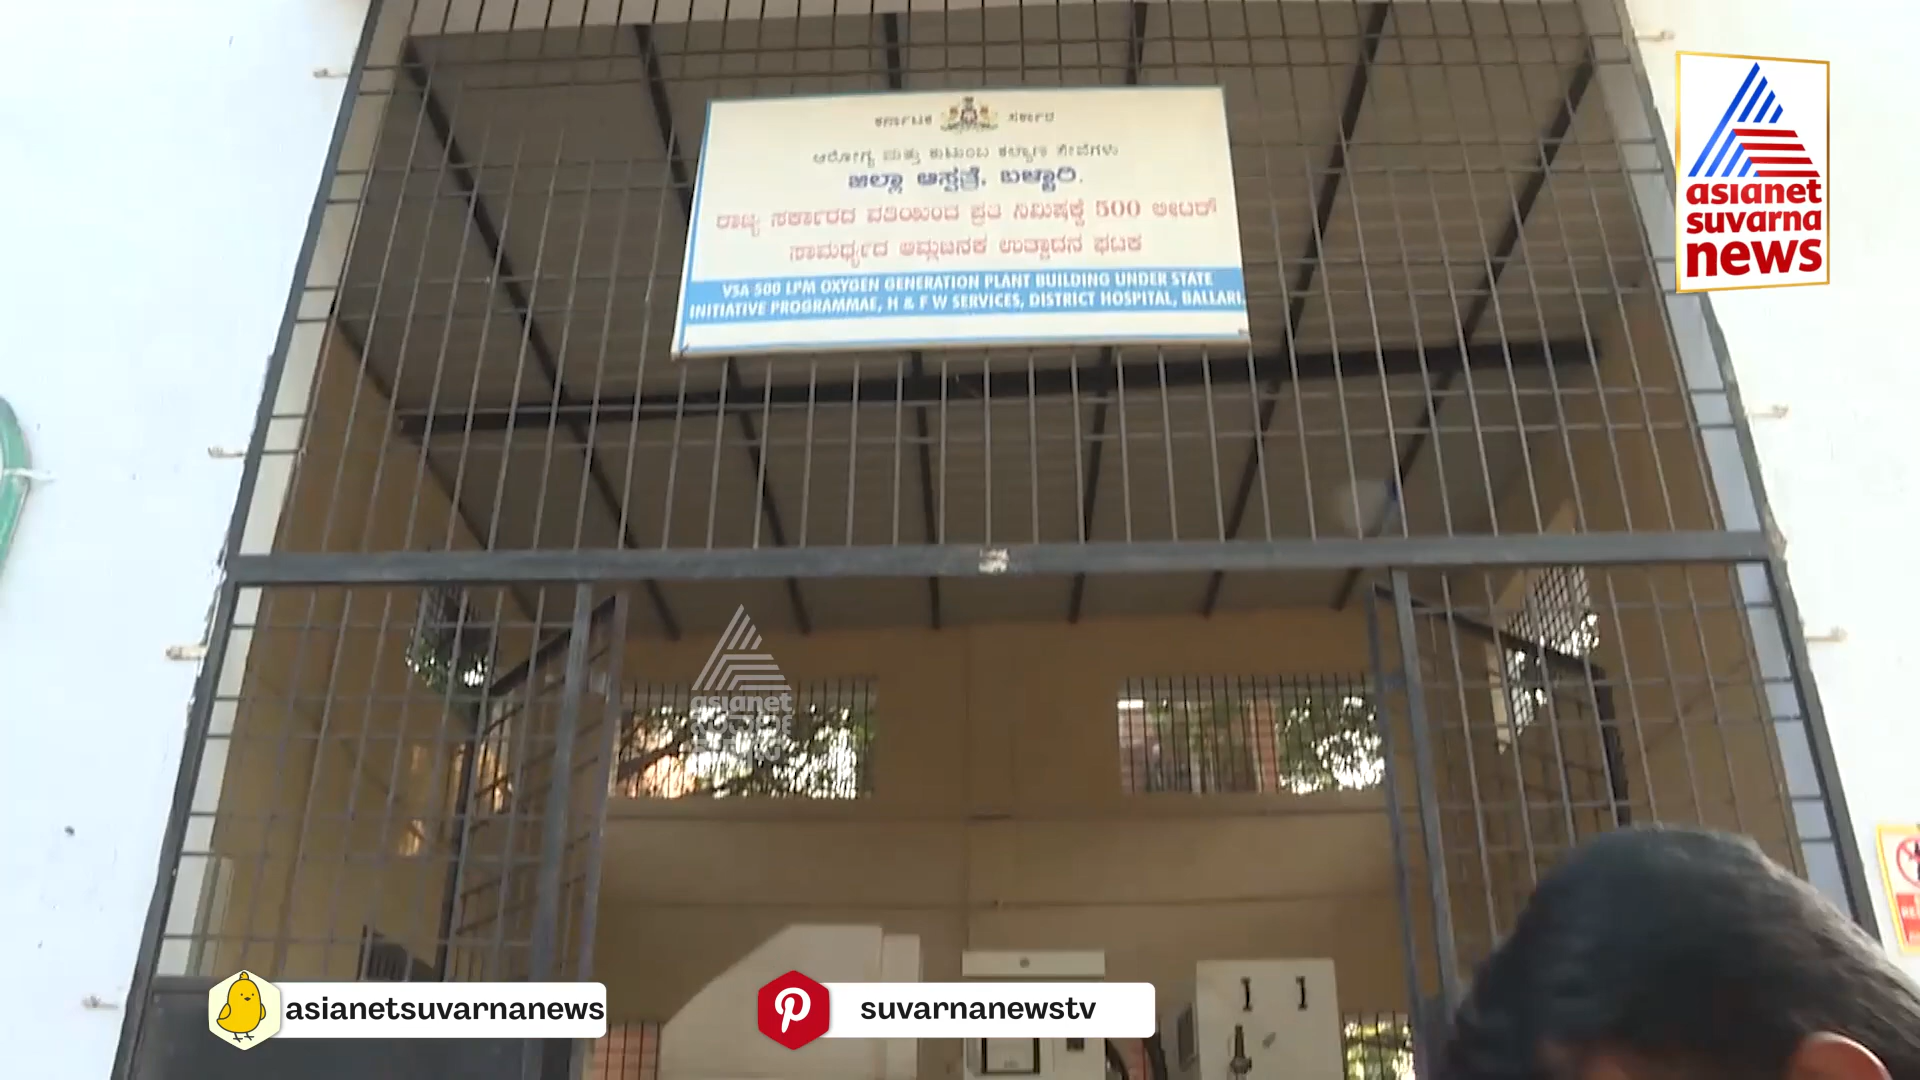 ಕರ್ನಾಟಕ ಸರ್ಕಾರ
ಆರೋಗ್ಯ ಮತ್ತು ಕುಟುಂಬ ಕಲ್ಯಾಣ ಸೇವೆಗಳು
ಜಿಲ್ಲಾ ಆಸ್ಪತ್ರೆ, ಬಳ್ಳಾರಿ.
ರಾಜ್ಯ ಸರ್ಕಾರದ ವತಿಯಿಂದ ಪ್ರತಿ ನಿಮಿಷಕ್ಕೆ 500 ಲೀಟರ್
ಸಾಮರ್ಥ್ಯದ ಆಮ್ಲಜನಕ ಉತ್ಪಾದನ ಘಟಕ
VSA 500 LPM OXYGEN GENERATION PLANT BUILDING UNDER STATE
INITIATIVE PROGRAMMAE, H & F W SERVICES, DISTRICT HOSPITAL, BALLARI.
asianet
suvarna
news
asianet
asianetsuvarnanews
suvarnanewstv